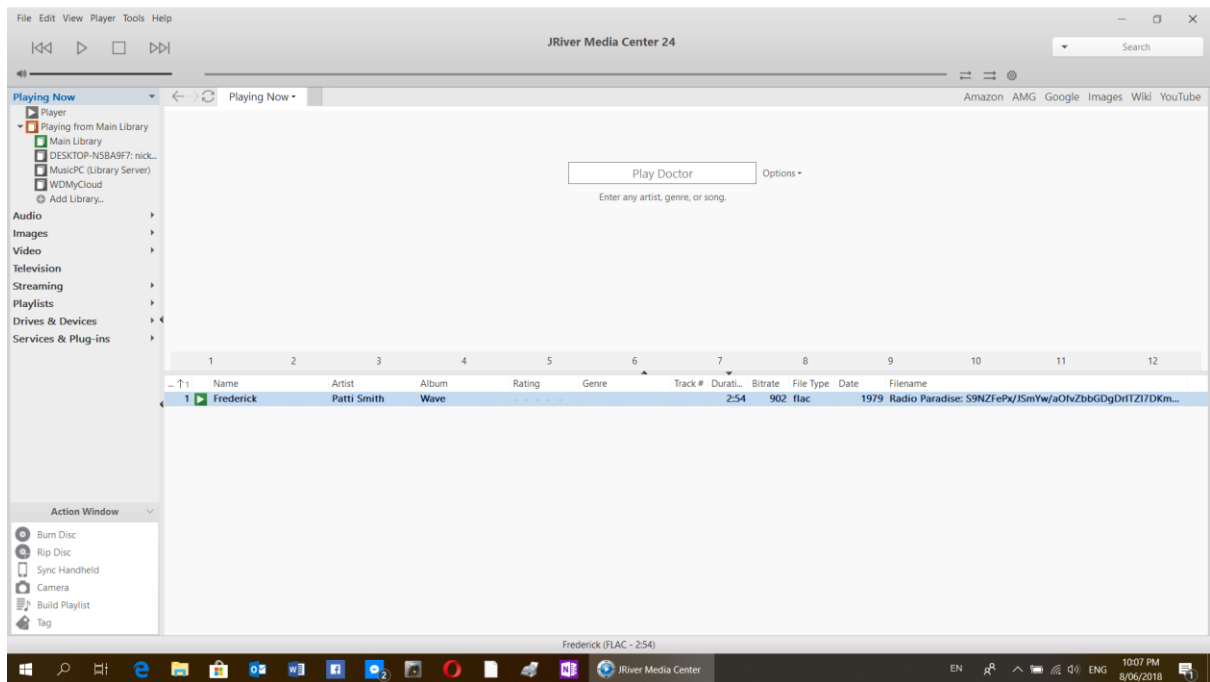 File Edit View Player Tools Help
JRiver Media Center 24
Search
Playing Now
Playing Now
Amazon AMG Google Images Wiki YouTube
Player
Playing from Main Library
Main Library
DESKTOP-N5BA9F7: nick...
MusicPC (Library Server)
WDMyCloud
Add Library...
Audio
Images
Video
Television
Streaming
Playlists
Drives & Devices
Services & Plug-ins
Play Doctor
Options
Enter any artist, genre, or song.
1 2 3 4 5 6 7 8 9 10 11 12
... ↑1 Name Artist Album Rating Genre Track # Durati... Bitrate File Type Date Filename
1 Frederick Patti Smith Wave 2:54 902 flac 1979 Radio Paradise: S9NZFePx/JSmYw/aOfvZbbGDgDrITZI7DKm...
Action Window
Burn Disc
Rip Disc
Sync Handheld
Camera
Build Playlist
Tag
Frederick (FLAC - 2:54)
JRiver Media Center
EN
ENG
10:07 PM
8/06/2018